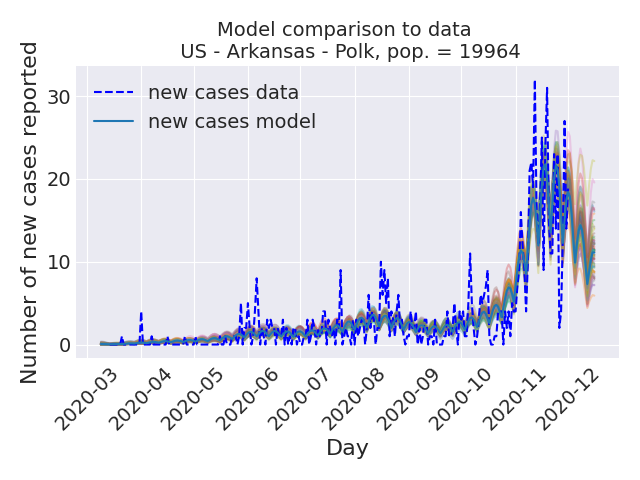 Model comparison to data
US - Arkansas - Polk, pop. = 19964
Number of new cases reported
30
20
10
0
new cases data
new cases model
2020-03
2020-04
2020-05
2020-06
2020-07
2020-08
2020-09
2020-10
2020-11
2020-12
Day